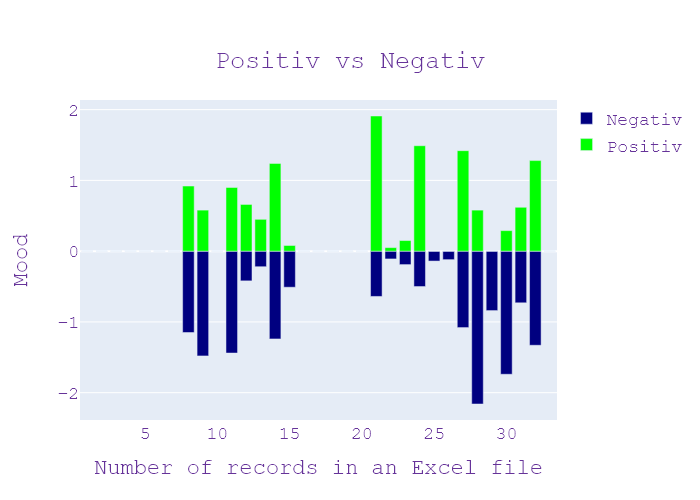 Positiv vs Negativ
Negativ
Positiv
2
1
0
−1
−2
Mood
5 10 15 20 25 30
Number of records in an Excel file